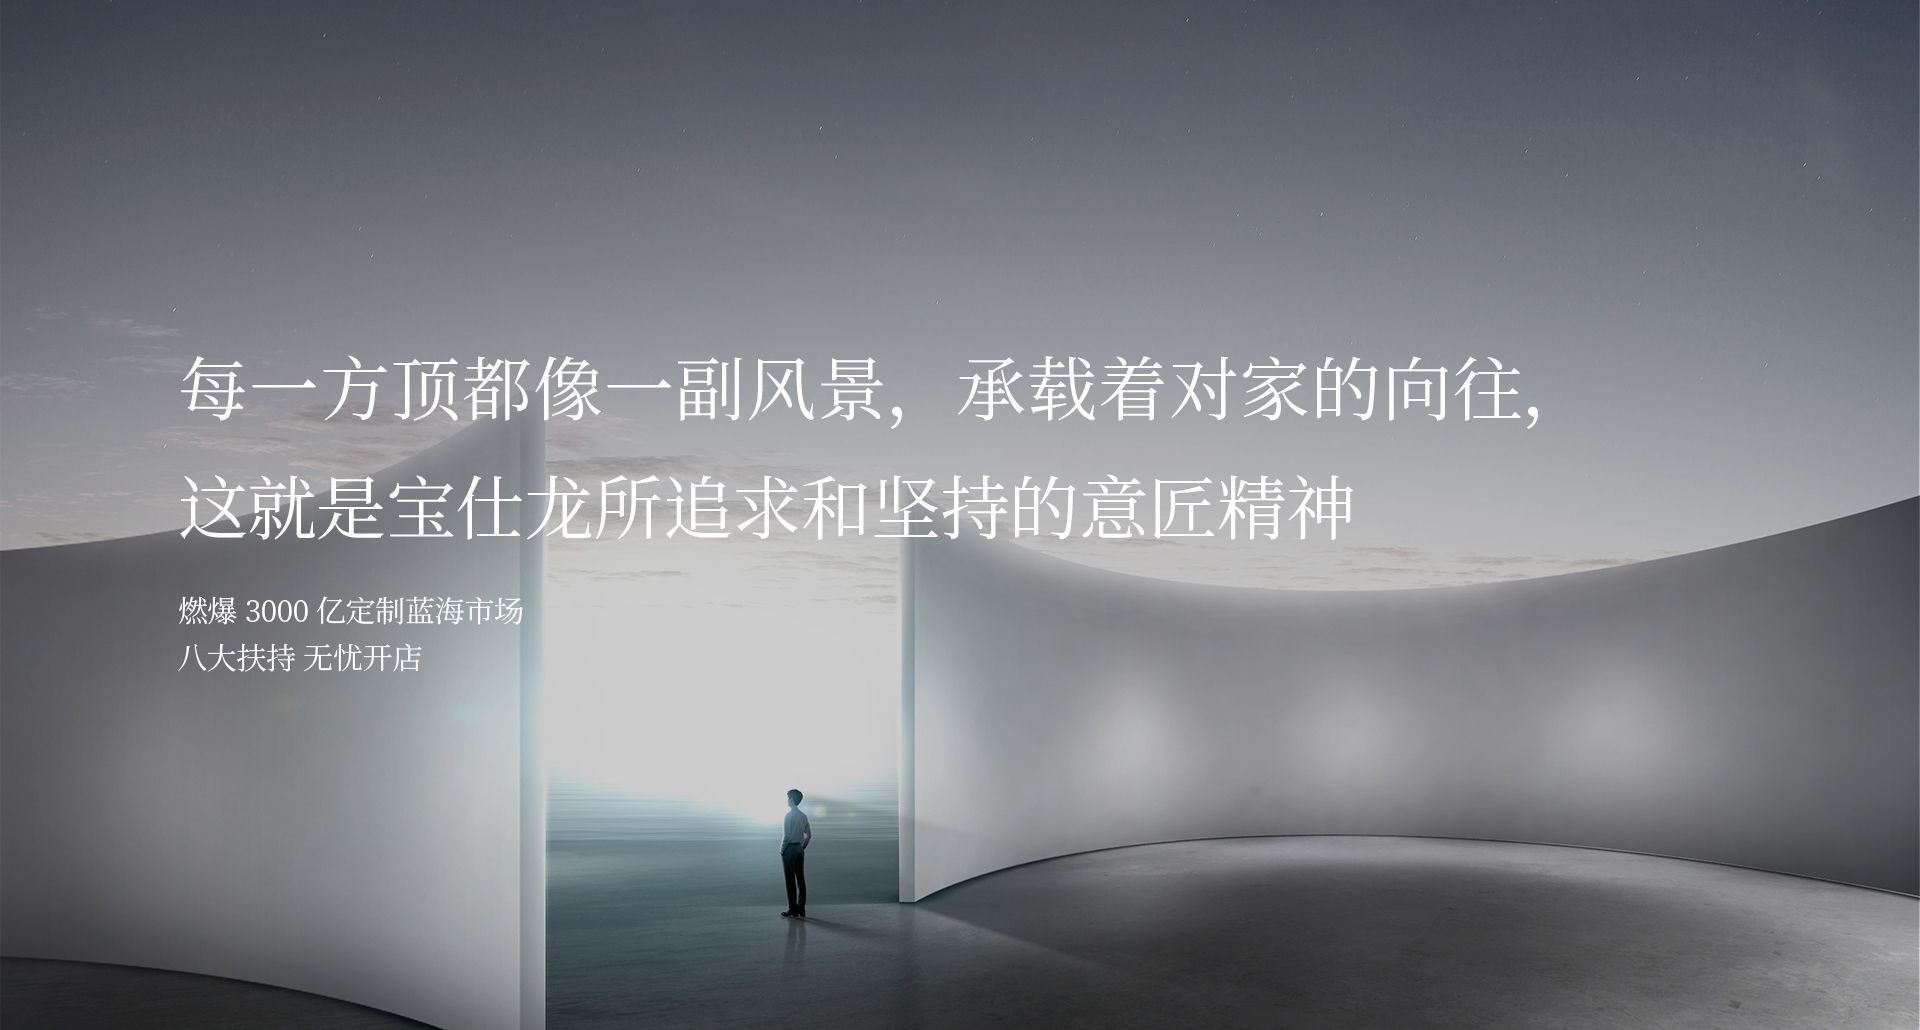 每一方顶都像一副风景，承载着对家的向往，
这就是宝仕龙所追求和坚持的意匠精神
燃爆 3000 亿定制蓝海市场
八大扶持 无忧开店